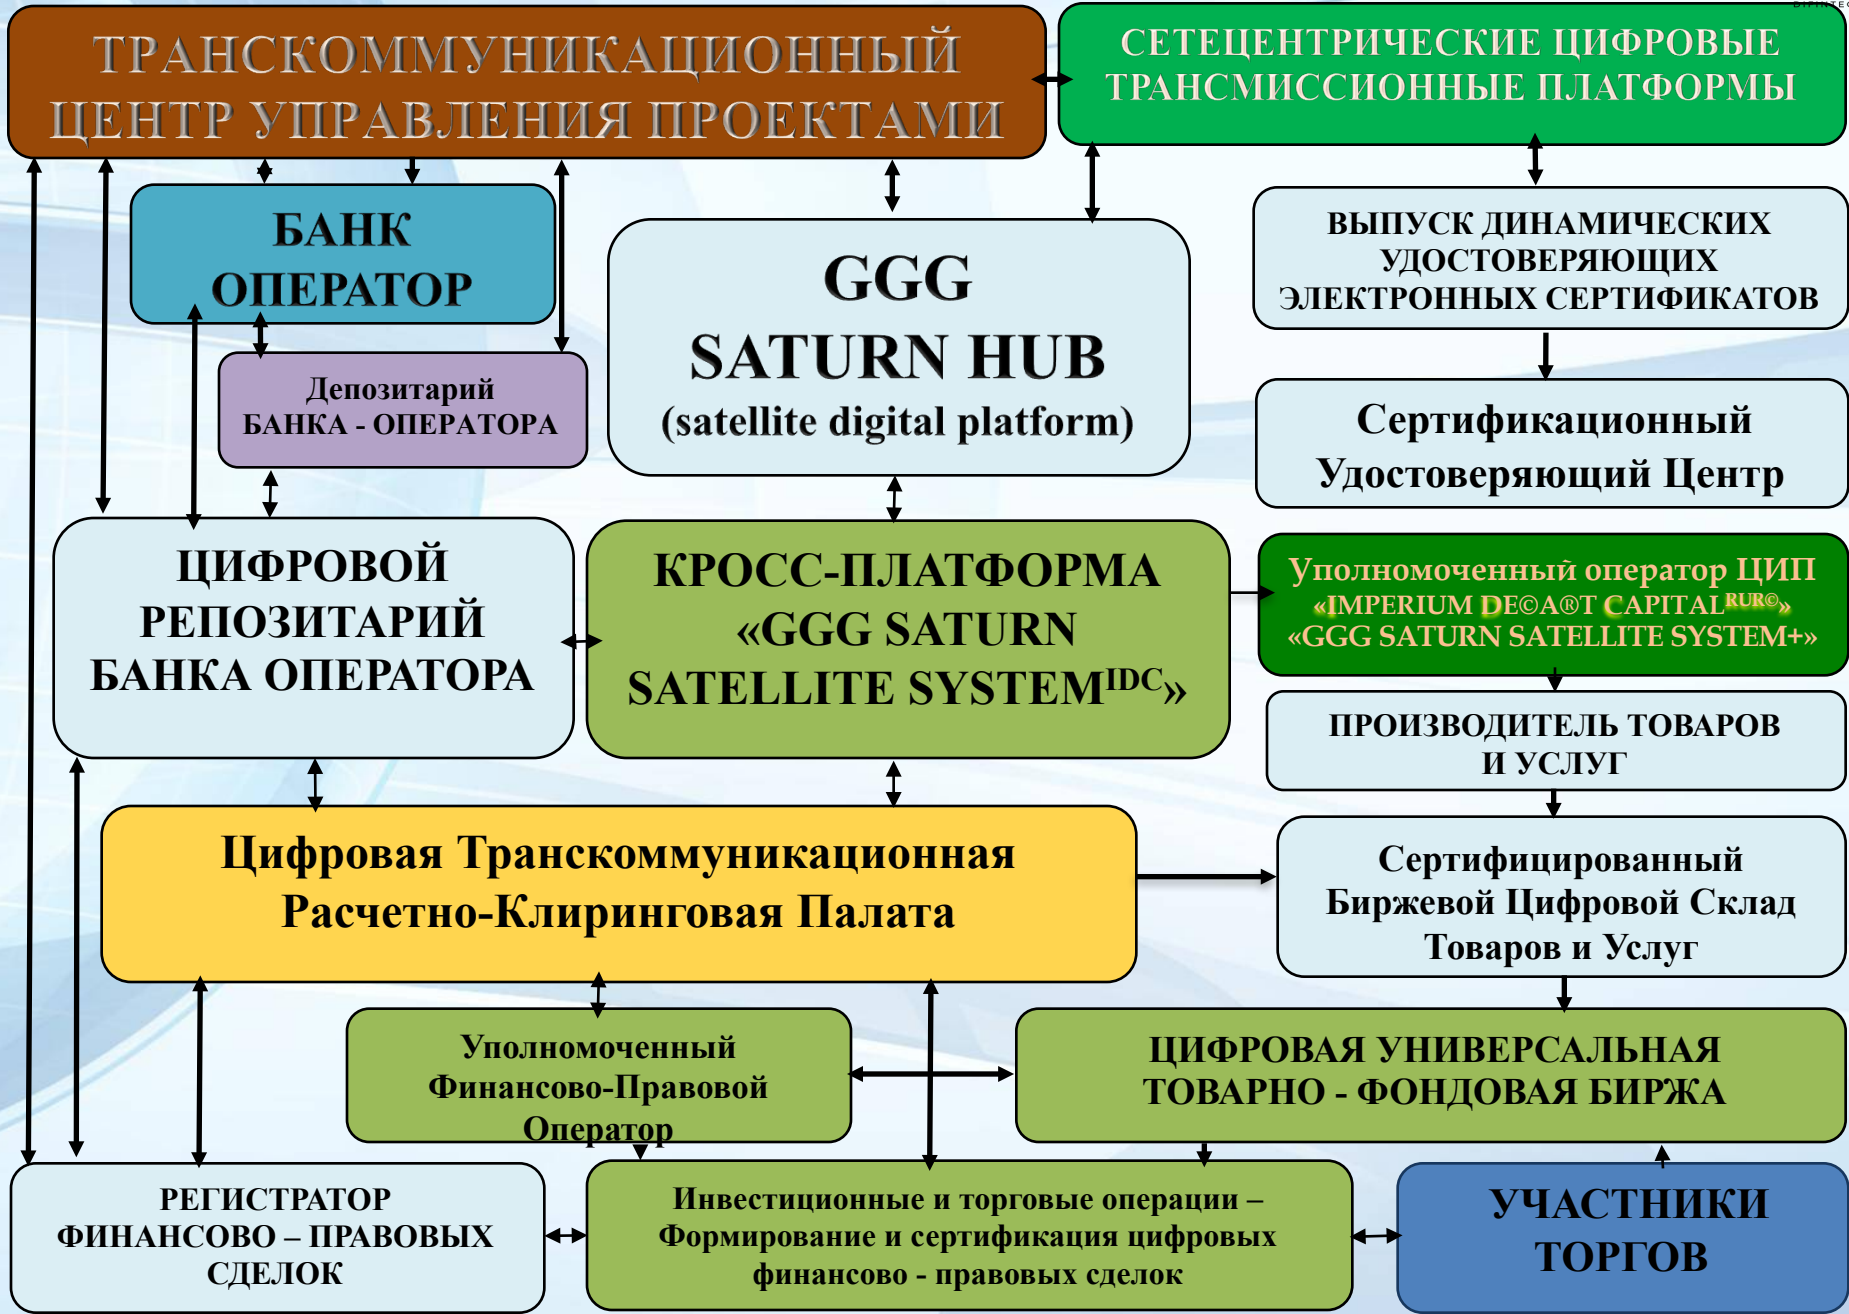 DIFINTEC
ТРАНСКОММУНИКАЦИОННЫЙ
ЦЕНТР УПРАВЛЕНИЯ ПРОЕКТАМИ
СЕТЕЦЕНТРИЧЕСКИЕ ЦИФРОВЫЕ
ТРАНСМИССИОННЫЕ ПЛАТФОРМЫ
БАНК
ОПЕРАТОР
GGG
SATURN HUB
(satellite digital platform)
ВЫПУСК ДИНАМИЧЕСКИХ
УДОСТОВЕРЯЮЩИХ
ЭЛЕКТРОННЫХ СЕРТИФИКАТОВ
Депозитарий
БАНКА - ОПЕРАТОРА
Сертификационный
Удостоверяющий Центр
ЦИФРОВОЙ
РЕПОЗИТАРИЙ
БАНКА ОПЕРАТОРА
КРОСС-ПЛАТФОРМА
«GGG SATURN
SATELLITE SYSTEMIDC»
Уполномоченный оператор ЦИП
«IMPERIUM DE©A®T CAPITALRUR©»
«GGG SATURN SATELLITE SYSTEM+»
ПРОИЗВОДИТЕЛЬ ТОВАРОВ
И УСЛУГ
Цифровая Транскоммуникационная
Расчетно-Клиринговая Палата
Сертифицированный
Биржевой Цифровой Склад
Товаров и Услуг
Уполномоченный
Финансово-Правовой
Оператор
ЦИФРОВАЯ УНИВЕРСАЛЬНАЯ
ТОВАРНО - ФОНДОВАЯ БИРЖА
РЕГИСТРАТОР
ФИНАНСОВО – ПРАВОВЫХ
СДЕЛОК
Инвестиционные и торговые операции –
Формирование и сертификация цифровых
финансово - правовых сделок
УЧАСТНИКИ
ТОРГОВ